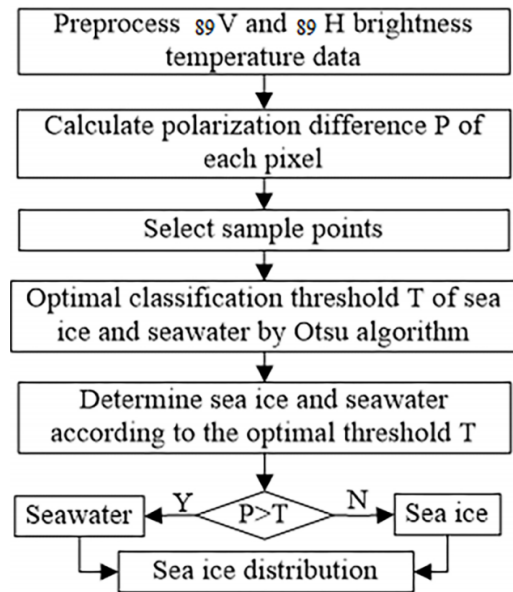 Preprocess 89V and 89 H brightness
temperature data
Calculate polarization difference P of
each pixel
Select sample points
Optimal classification threshold T of sea
ice and seawater by Otsu algorithm
Determine sea ice and seawater
according to the optimal threshold T
Y
N
Seawater
P>T
Sea ice
Sea ice distribution